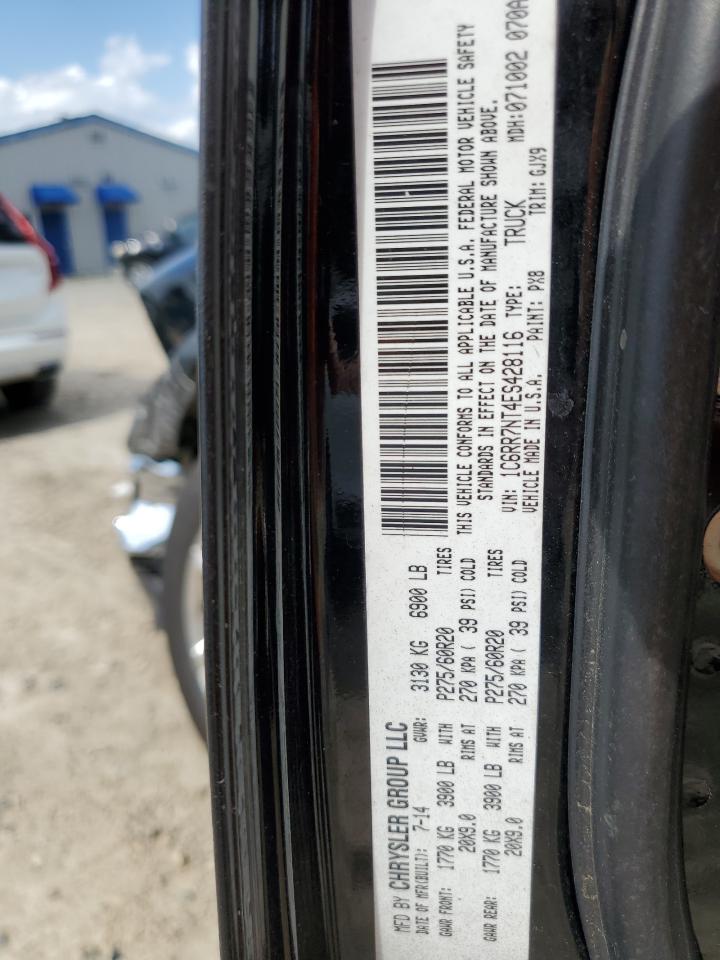 MFD BY CHRYSLER GROUP LLC
DATE OF MFR(BUILT): 7-14 GVWR: 3130 KG 6900 LB
GAWR FRONT: 1770 KG 3900 LB WITH P275/60R20 TIRES
20X9.0 RIMS AT 270 KPA ( 39 PSI) COLD
GAWR REAR: 1770 KG 3900 LB WITH P275/60R20 TIRES
20X9.0 RIMS AT 270 KPA ( 39 PSI) COLD
THIS VEHICLE CONFORMS TO ALL APPLICABLE U.S.A. FEDERAL MOTOR VEHICLE SAFETY
STANDARDS IN EFFECT ON THE DATE OF MANUFACTURE SHOWN ABOVE.
VIN: 1C6RR7NT4ES428116 TYPE: TRUCK MDH:071002 070A
VEHICLE MADE IN U.S.A. PAINT: PX8 TRIM: GJX9